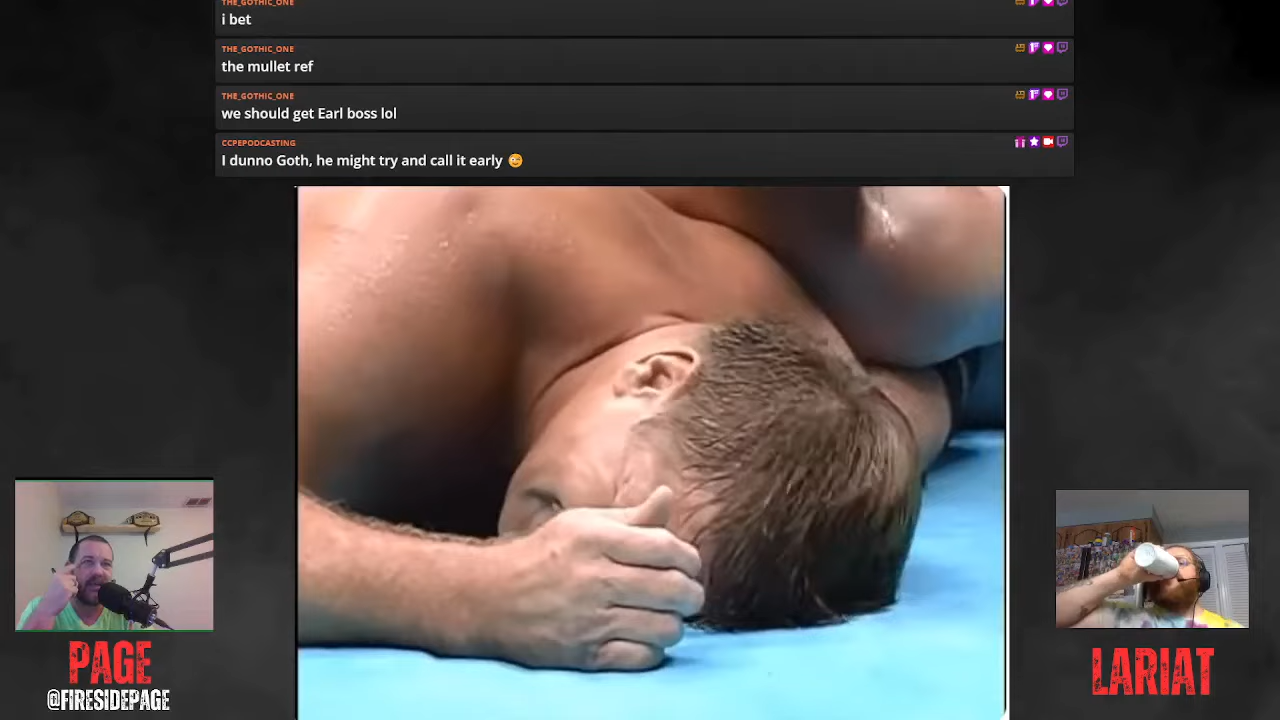 THE_GOTHIC_ONE
i bet
THE_GOTHIC_ONE
the mullet ref
THE_GOTHIC_ONE
we should get Earl boss lol
CCPEPODCASTING
I dunno Goth, he might try and call it early
PAGE
@FIRESIDEPAGE
LARIAT